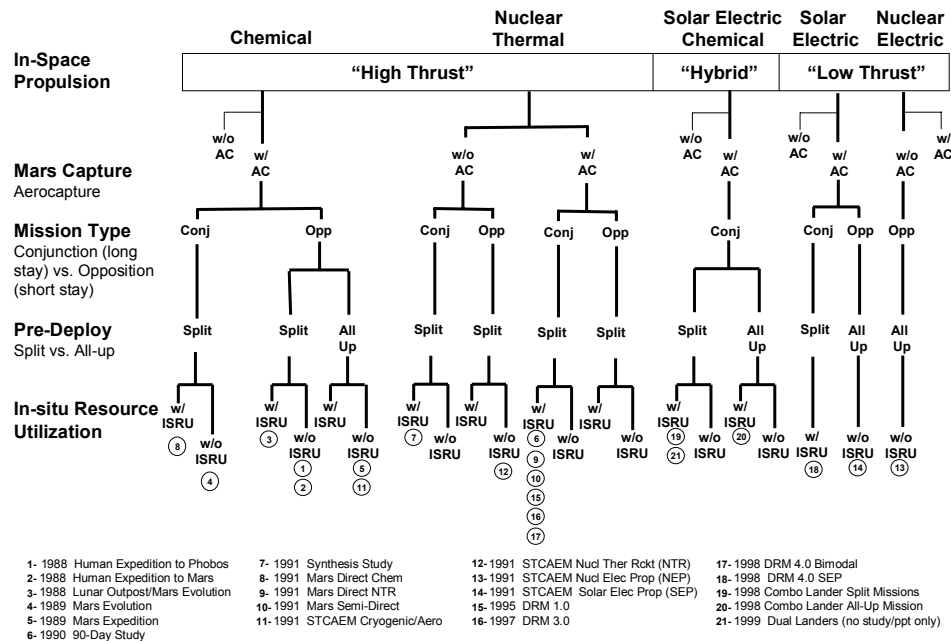 Chemical
Nuclear
Thermal
Solar Electric
Chemical
Solar
Electric
Nuclear
Electric
In-Space
Propulsion
“High Thrust”
“Hybrid”
“Low Thrust”
w/o
AC
w/
AC
w/o
AC
w/
AC
w/o
AC
w/
AC
w/o
AC
w/
AC
w/o
AC
w/
AC
Mars Capture
Aerocapture
Mission Type
Conjunction (long
stay) vs. Opposition
(short stay)
Conj
Opp
Conj
Opp
Conj
Opp
Conj
Conj
Opp
Opp
Pre-Deploy
Split vs. All-up
Split
Split
All
Up
Split
Split
Split
Split
Split
All
Up
Split
All
Up
All
Up
In-situ Resource
Utilization
w/
ISRU
8
w/o
ISRU
4
w/
ISRU
3
w/o
ISRU
1
2
w/
ISRU
w/o
ISRU
5
11
w/
ISRU
7
w/o
ISRU
w/o
ISRU
12
w/
ISRU
6
9
10
15
16
17
w/o
ISRU
w/
ISRU
w/o
ISRU
w/
ISRU
19
21
w/o
ISRU
w/
ISRU
20
w/o
ISRU
w/
ISRU
18
w/o
ISRU
14
w/o
ISRU
13
1- 1988 Human Expedition to Phobos
2- 1988 Human Expedition to Mars
3- 1988 Lunar Outpost/Mars Evolution
4- 1989 Mars Evolution
5- 1989 Mars Expedition
6- 1990 90-Day Study
7- 1991 Synthesis Study
8- 1991 Mars Direct Chem
9- 1991 Mars Direct NTR
10- 1991 Mars Semi-Direct
11- 1991 STCAEM Cryogenic/Aero
12- 1991 STCAEM Nucl Ther Rckt (NTR)
13- 1991 STCAEM Nucl Elec Prop (NEP)
14- 1991 STCAEM Solar Elec Prop (SEP)
15- 1995 DRM 1.0
16- 1997 DRM 3.0
17- 1998 DRM 4.0 Bimodal
18- 1998 DRM 4.0 SEP
19- 1998 Combo Lander Split Missions
20- 1998 Combo Lander All-Up Mission
21- 1999 Dual Landers (no study/ppt only)